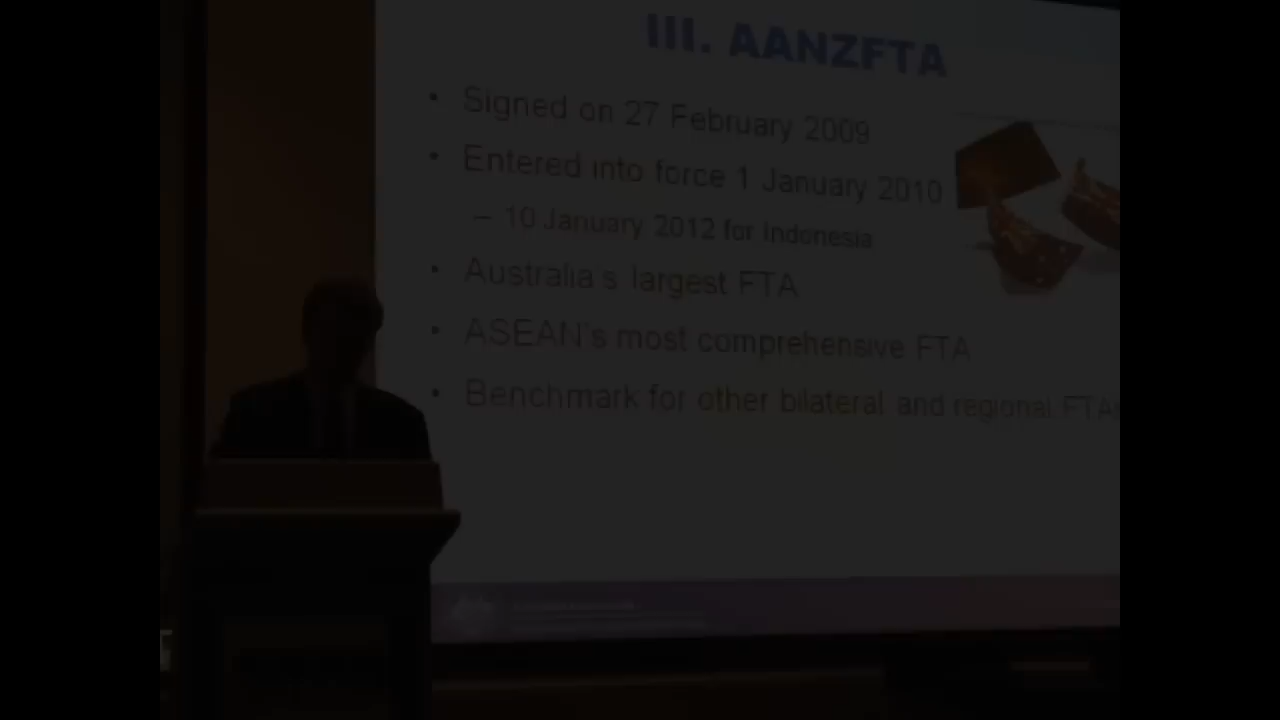 III. AANZFTA
• Signed on 27 February 2009
• Entered into force 1 January 2010
– 10 January 2012 for Indonesia
• Australia's largest FTA
• ASEAN's most comprehensive FTA
• Benchmark for other bilateral and regional FTAs